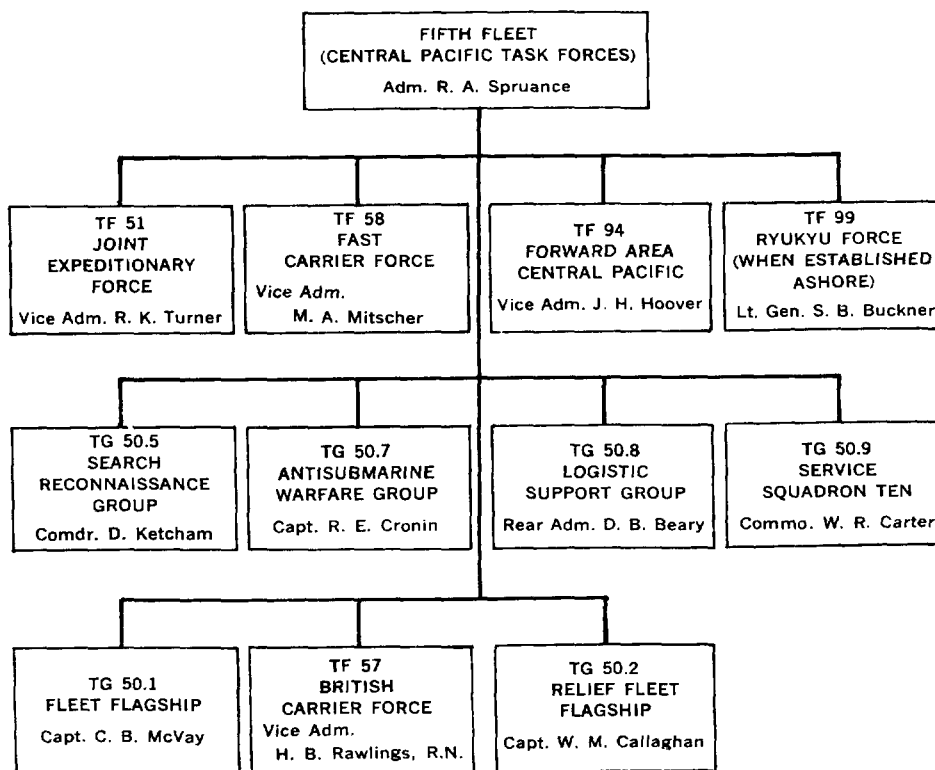 FIFTH FLEET
(CENTRAL PACIFIC TASK FORCES)
Adm. R. A. Spruance
TF 51
JOINT
EXPEDITIONARY
FORCE
Vice Adm. R. K. Turner
TF 58
FAST
CARRIER FORCE
Vice Adm.
M. A. Mitscher
TF 94
FORWARD AREA
CENTRAL PACIFIC
Vice Adm. J. H. Hoover
TF 99
RYUKYU FORCE
(WHEN ESTABLISHED
ASHORE)
Lt. Gen. S. B. Buckner
TG 50.5
SEARCH
RECONNAISSANCE
GROUP
Comdr. D. Ketcham
TG 50.7
ANTISUBMARINE
WARFARE GROUP
Capt. R. E. Cronin
TG 50.8
LOGISTIC
SUPPORT GROUP
Rear Adm. D. B. Beary
TG 50.9
SERVICE
SQUADRON TEN
Commo. W. R. Carter
TG 50.1
FLEET FLAGSHIP
Capt. C. B. McVay
TF 57
BRITISH
CARRIER FORCE
Vice Adm.
H. B. Rawlings, R.N.
TG 50.2
RELIEF FLEET
FLAGSHIP
Capt. W. M. Callaghan